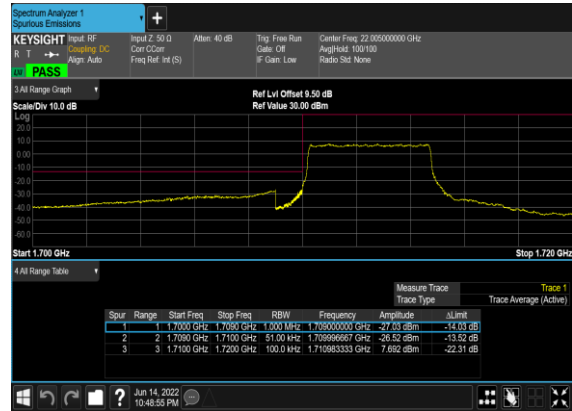 Spectrum Analyzer 1
Spurious Emissions
+
KEYSIGHT Input: RF Input Z: 50 Ω Atten: 40 dB Trig: Free Run Center Freq: 22.005000000 GHz
R T Coupling: DC Corr CCorr Gate: Off Avg|Hold: 100/100
Align: Auto Freq Ref: Int (S) IF Gain: Low Radio Std: None
LW PASS
3 All Range Graph
Ref Lvl Offset 9.50 dB
Scale/Div 10.0 dB Ref Value 30.00 dBm
Log
20.0
10.0
0.00
-10.0
-20.0
-30.0
-40.0
-50.0
-60.0
Start 1.700 GHz Stop 1.720 GHz
4 All Range Table
Measure Trace Trace 1
Trace Type Trace Average (Active)
Spur Range Start Freq Stop Freq RBW Frequency Amplitude ΔLimit
1 1 1.7000 GHz 1.7090 GHz 1.000 MHz 1.709000000 GHz -27.03 dBm -14.03 dB
2 2 1.7090 GHz 1.7100 GHz 51.00 kHz 1.709996667 GHz -26.52 dBm -13.52 dB
3 3 1.7100 GHz 1.7200 GHz 100.0 kHz 1.710983333 GHz 7.692 dBm -22.31 dB
? Jun 14, 2022
10:48:55 PM